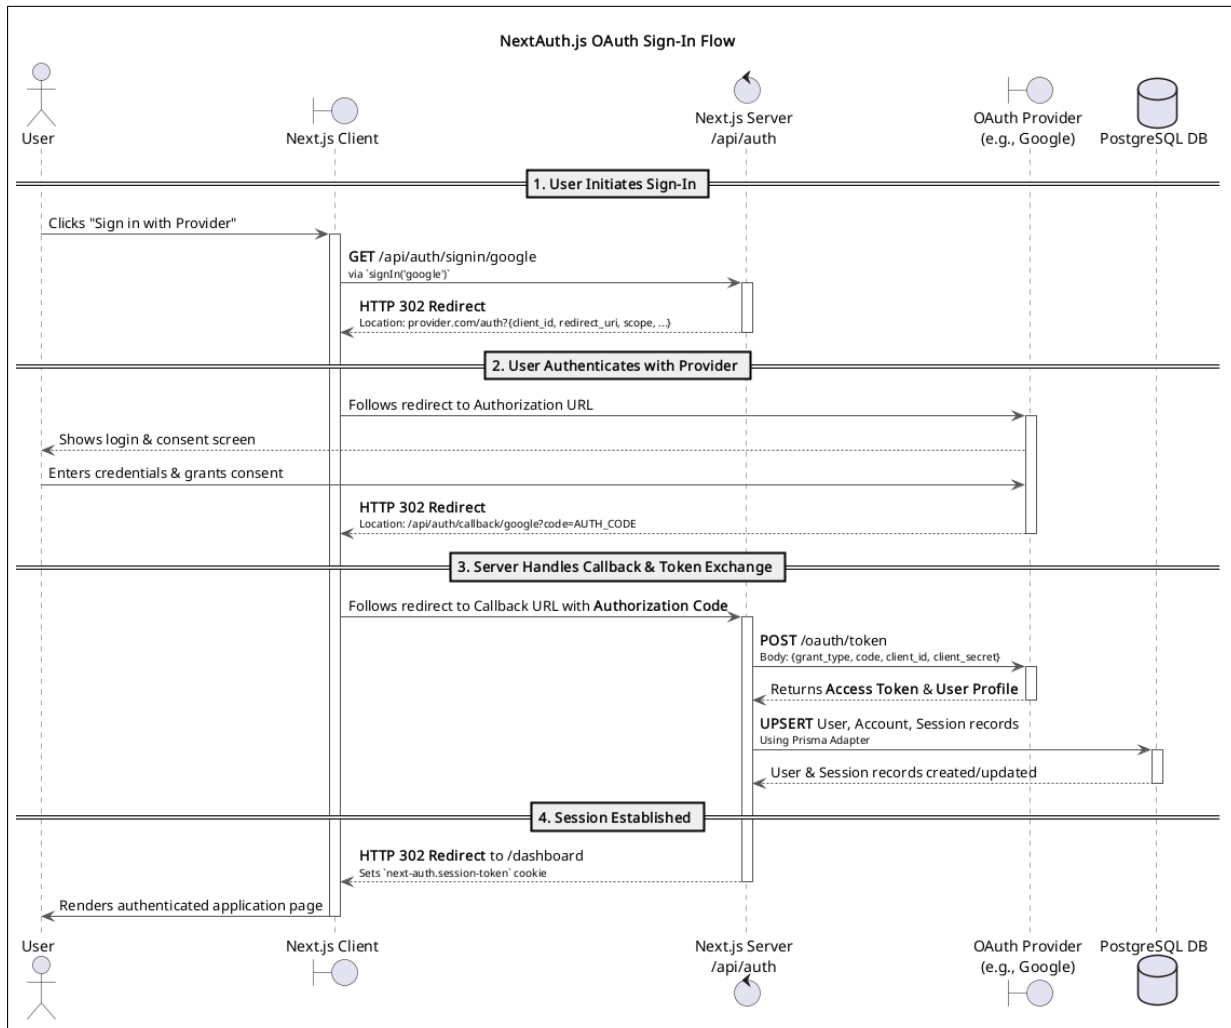 NextAuth.js OAuth Sign-In Flow
User
Next.js Client
Next.js Server
/api/auth
OAuth Provider
(e.g., Google)
PostgreSQL DB
1. User Initiates Sign-In
Clicks "Sign in with Provider"
GET /api/auth/signin/google
via `signIn('google')`
HTTP 302 Redirect
Location: provider.com/auth?{client_id, redirect_uri, scope, ...}
2. User Authenticates with Provider
Follows redirect to Authorization URL
Shows login & consent screen
Enters credentials & grants consent
HTTP 302 Redirect
Location: /api/auth/callback/google?code=AUTH_CODE
3. Server Handles Callback & Token Exchange
Follows redirect to Callback URL with Authorization Code
POST /oauth/token
Body: {grant_type, code, client_id, client_secret}
Returns Access Token & User Profile
UPSERT User, Account, Session records
Using Prisma Adapter
User & Session records created/updated
4. Session Established
HTTP 302 Redirect to /dashboard
Sets `next-auth.session-token` cookie
Renders authenticated application page
User
Next.js Client
Next.js Server
/api/auth
OAuth Provider
(e.g., Google)
PostgreSQL DB